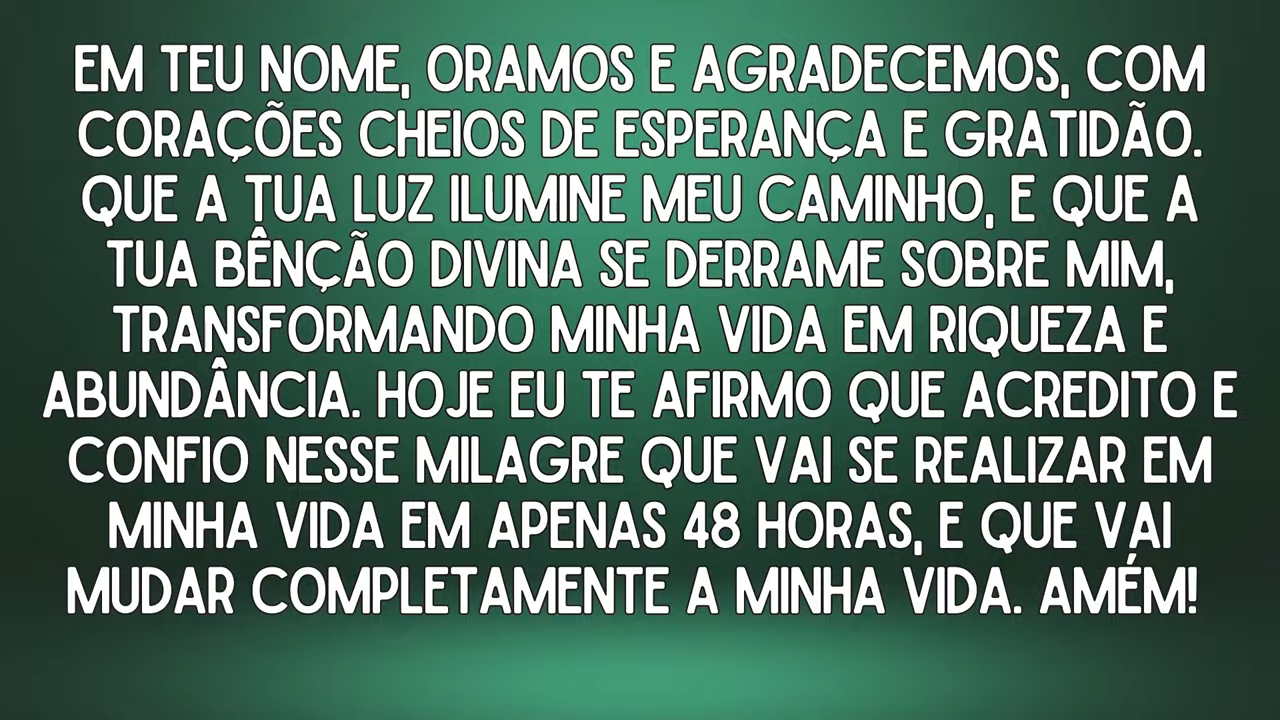 EM TEU NOME, ORAMOS E AGRADECEMOS, COM
CORAÇÕES CHEIOS DE ESPERANÇA E GRATIDÃO.
QUE A TUA LUZ ILUMINE MEU CAMINHO, E QUE A
TUA BÊNÇÃO DIVINA SE DERRAME SOBRE MIM,
TRANSFORMANDO MINHA VIDA EM RIQUEZA E
ABUNDÂNCIA. HOJE EU TE AFIRMO QUE ACREDITO E
CONFIO NESSE MILAGRE QUE VAI SE REALIZAR EM
MINHA VIDA EM APENAS 48 HORAS, E QUE VAI
MUDAR COMPLETAMENTE A MINHA VIDA. AMÉM!